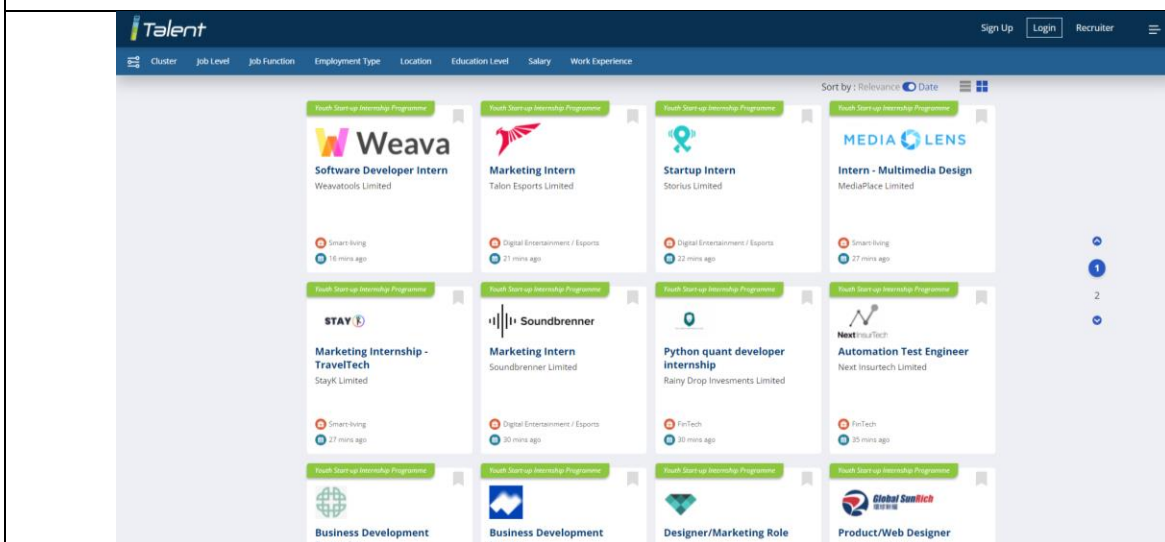 iTalent
Sign Up Login Recruiter
Cluster Job Level Job Function Employment Type Location Education Level Salary Work Experience
Sort by : Relevance Date
Youth Start-up Internship Programme
Weava
Software Developer Intern
Weavatools Limited
Smart-living
16 mins ago
Youth Start-up Internship Programme
Marketing Intern
Talon Esports Limited
Digital Entertainment / Esports
21 mins ago
Youth Start-up Internship Programme
Startup Intern
Storius Limited
Digital Entertainment / Esports
22 mins ago
Youth Start-up Internship Programme
MEDIA LENS
Intern - Multimedia Design
MediaPlace Limited
Smart-living
27 mins ago
Youth Start-up Internship Programme
STAY
Marketing Internship -
TravelTech
StayK Limited
Smart-living
27 mins ago
Youth Start-up Internship Programme
Soundbrenner
Marketing Intern
Soundbrenner Limited
Digital Entertainment / Esports
30 mins ago
Youth Start-up Internship Programme
Python quant developer
internship
Rainy Drop Invesments Limited
FinTech
30 mins ago
Youth Start-up Internship Programme
NextInsurTech
Automation Test Engineer
Next Insurtech Limited
FinTech
35 mins ago
1
2
Youth Start-up Internship Programme
Business Development
Youth Start-up Internship Programme
Business Development
Youth Start-up Internship Programme
Designer/Marketing Role
Youth Start-up Internship Programme
Global SunRich
Product/Web Designer